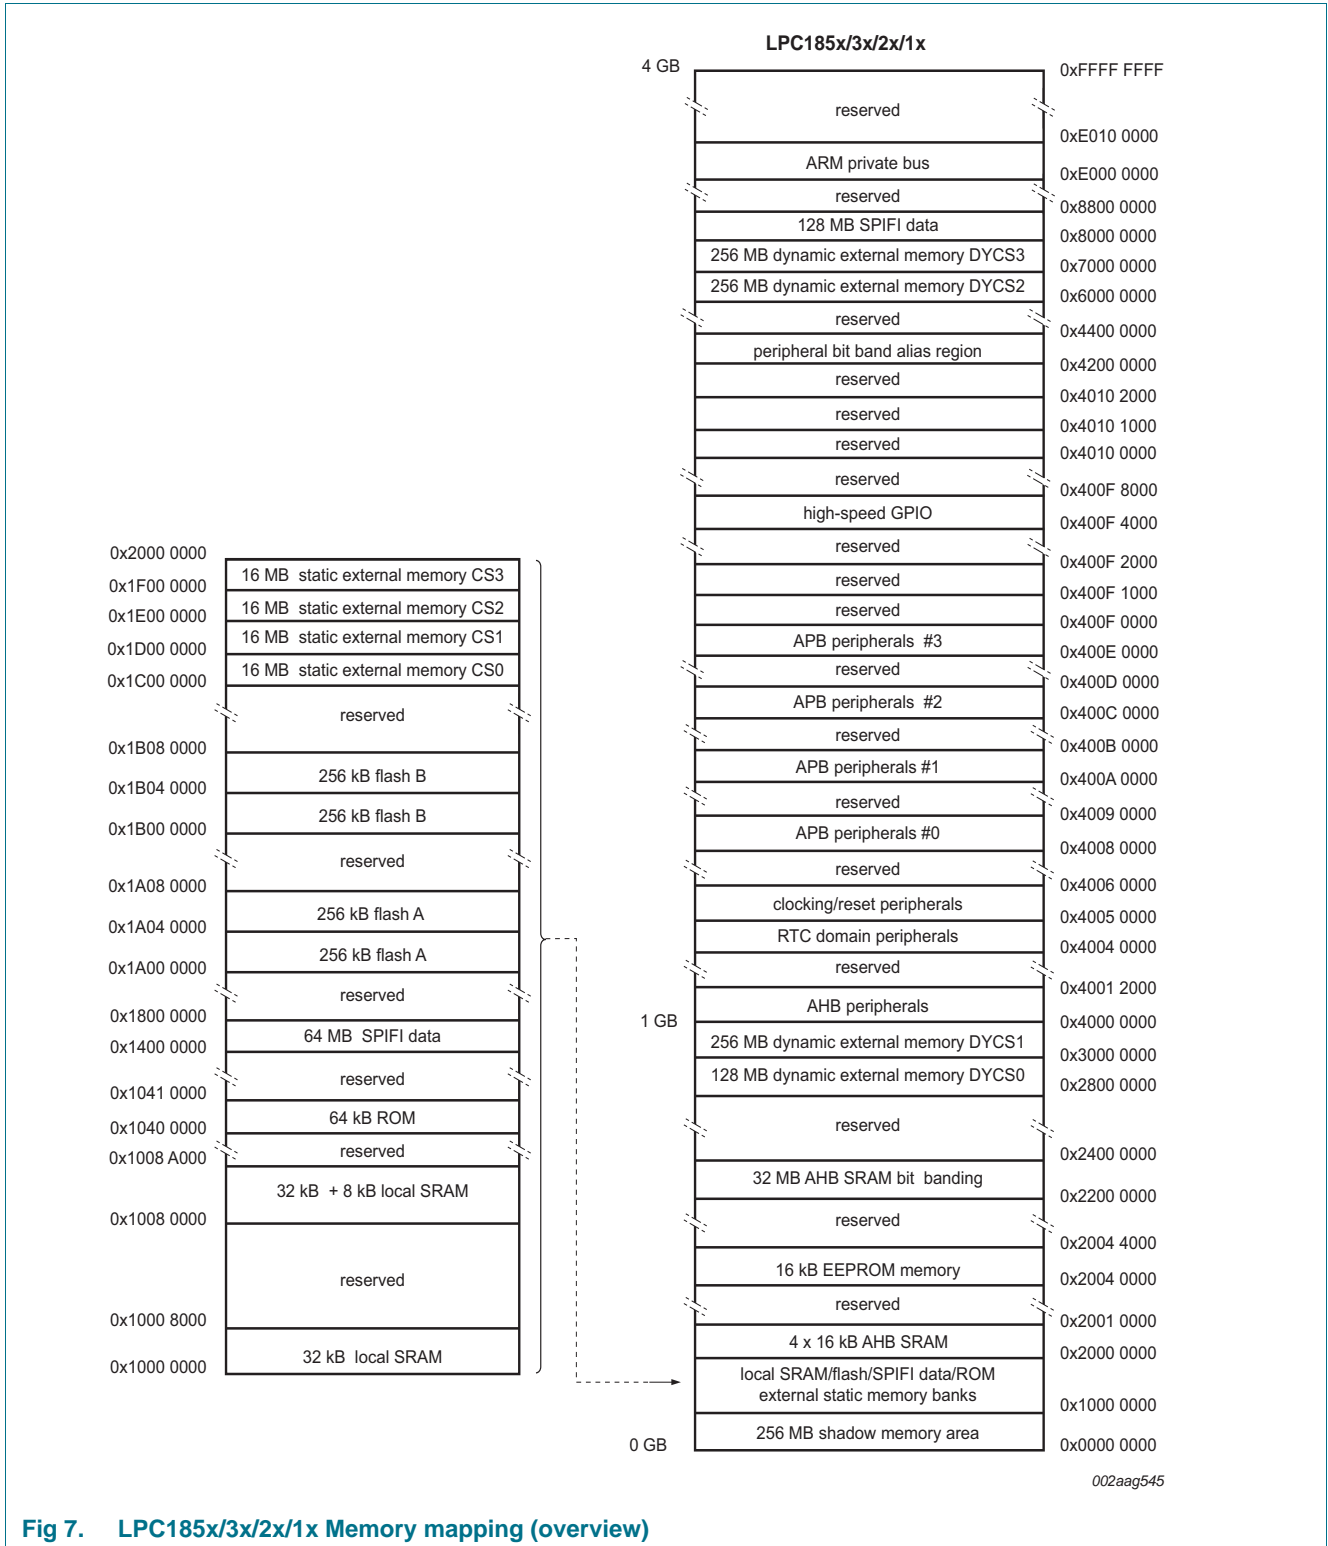 LPC185x/3x/2x/1x
4 GB
0xFFFF FFFF
reserved
0xE010 0000
ARM private bus
0xE000 0000
reserved
0x8800 0000
128 MB SPIFI data
0x8000 0000
256 MB dynamic external memory DYCS3
0x7000 0000
256 MB dynamic external memory DYCS2
0x6000 0000
reserved
0x4400 0000
peripheral bit band alias region
0x4200 0000
reserved
0x4010 2000
reserved
0x4010 1000
reserved
0x4010 0000
reserved
0x400F 8000
high-speed GPIO
0x400F 4000
reserved
0x400F 2000
reserved
0x400F 1000
reserved
0x400F 0000
APB peripherals #3
0x400E 0000
reserved
0x400D 0000
APB peripherals #2
0x400C 0000
reserved
0x400B 0000
APB peripherals #1
0x400A 0000
reserved
0x4009 0000
APB peripherals #0
0x4008 0000
reserved
0x4006 0000
clocking/reset peripherals
0x4005 0000
RTC domain peripherals
0x4004 0000
reserved
0x4001 2000
AHB peripherals
1 GB
0x4000 0000
256 MB dynamic external memory DYCS1
0x3000 0000
128 MB dynamic external memory DYCS0
0x2800 0000
reserved
0x2400 0000
32 MB AHB SRAM bit banding
0x2200 0000
reserved
0x2004 4000
16 kB EEPROM memory
0x2004 0000
reserved
0x2001 0000
4 x 16 kB AHB SRAM
0x2000 0000
local SRAM/flash/SPIFI data/ROM
external static memory banks
0x1000 0000
256 MB shadow memory area
0 GB
0x0000 0000
0x2000 0000
16 MB static external memory CS3
0x1F00 0000
16 MB static external memory CS2
0x1E00 0000
16 MB static external memory CS1
0x1D00 0000
16 MB static external memory CS0
0x1C00 0000
reserved
0x1B08 0000
256 kB flash B
0x1B04 0000
256 kB flash B
0x1B00 0000
reserved
0x1A08 0000
256 kB flash A
0x1A04 0000
256 kB flash A
0x1A00 0000
reserved
0x1800 0000
64 MB SPIFI data
0x1400 0000
reserved
0x1041 0000
64 kB ROM
0x1040 0000
reserved
0x1008 A000
32 kB + 8 kB local SRAM
0x1008 0000
reserved
0x1000 8000
32 kB local SRAM
0x1000 0000
002aag545
Fig 7. LPC185x/3x/2x/1x Memory mapping (overview)